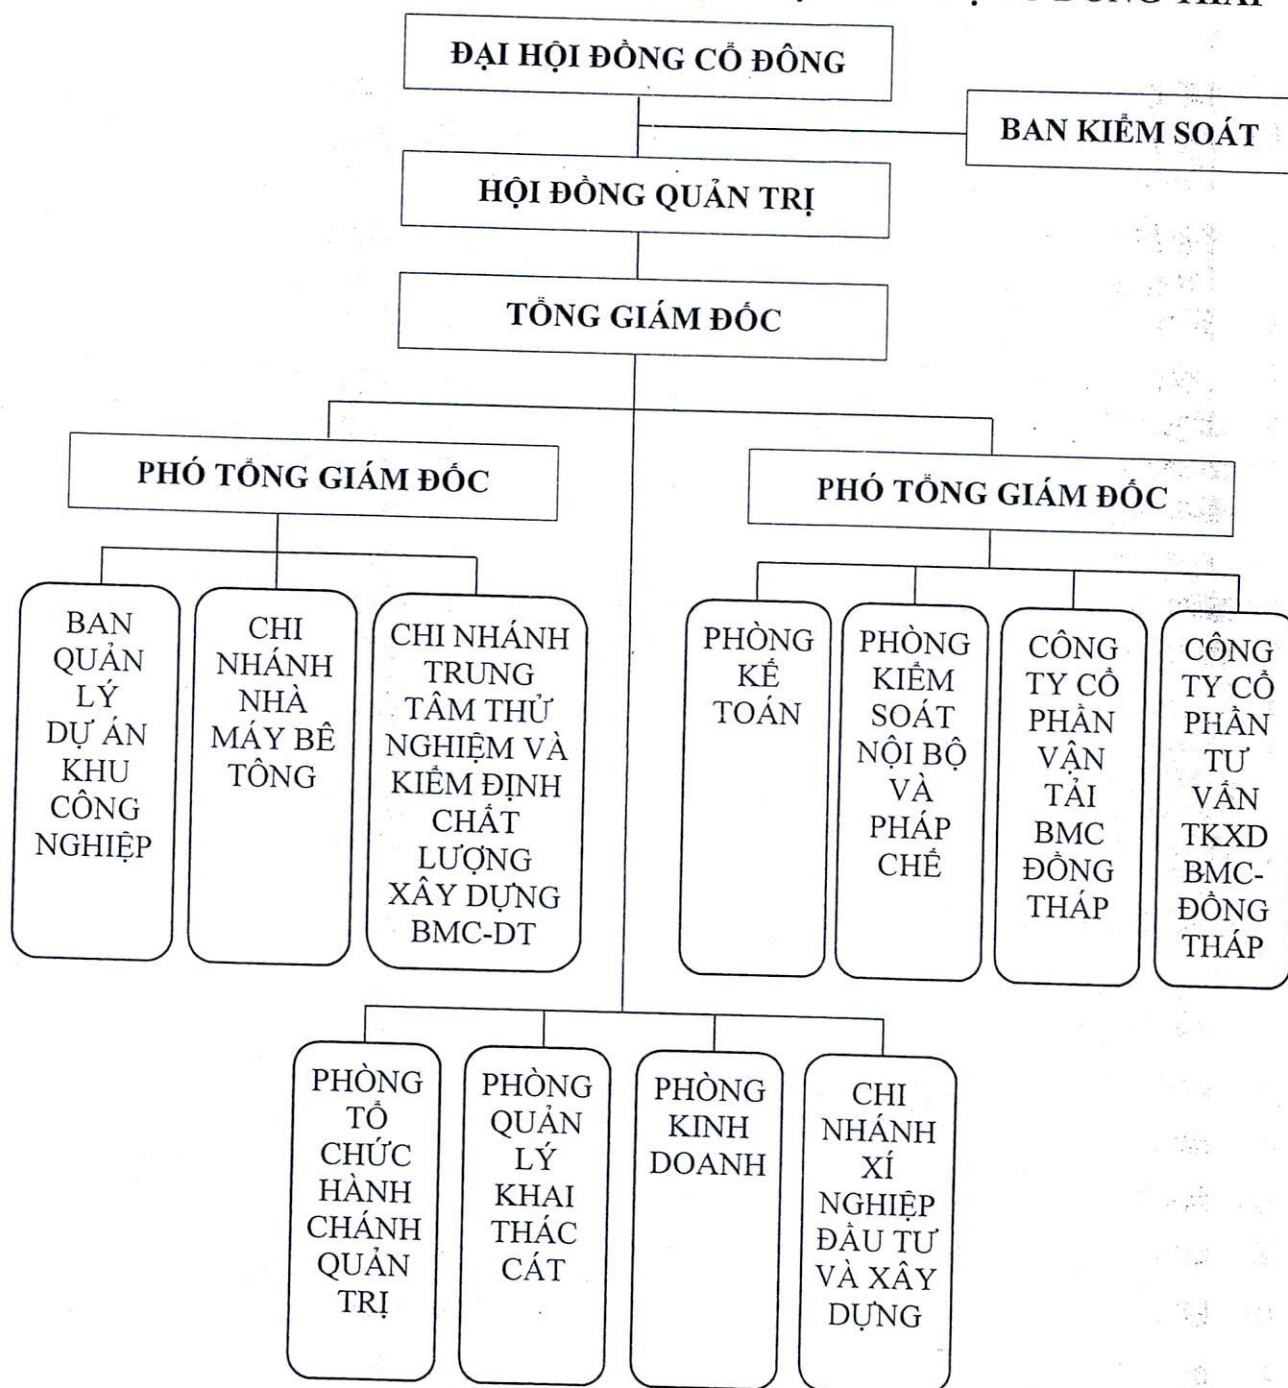 ĐỒNG THÁP
ĐẠI HỘI ĐỒNG CỔ ĐÔNG
BAN KIỂM SOÁT
HỘI ĐỒNG QUẢN TRỊ
TỔNG GIÁM ĐỐC
PHÓ TỔNG GIÁM ĐỐC
PHÓ TỔNG GIÁM ĐỐC
BAN
QUẢN
LÝ
DỰ ÁN
KHU
CÔNG
NGHIỆP
CHI
NHÁNH
NHÀ
MÁY BÊ
TÔNG
CHI NHÁNH
TRUNG
TÂM THỬ
NGHIỆM VÀ
KIỂM ĐỊNH
CHẤT
LƯỢNG
XÂY DỰNG
BMC-DT
PHÒNG
KẾ
TOÁN
PHÒNG
KIỂM
SOÁT
NỘI BỘ
VÀ
PHÁP
CHẾ
CÔNG
TY CỔ
PHẦN
VẬN
TẢI
BMC
ĐỒNG
THÁP
CÔNG
TY CỔ
PHẦN
TƯ
VẤN
TKXD
BMC-
ĐỒNG
THÁP
PHÒNG
TỔ
CHỨC
HÀNH
CHÁNH
QUẢN
TRỊ
PHÒNG
QUẢN
LÝ
KHAI
THÁC
CÁT
PHÒNG
KINH
DOANH
CHI
NHÁNH
XÍ
NGHIỆP
ĐẦU TƯ
VÀ XÂY
DỰNG